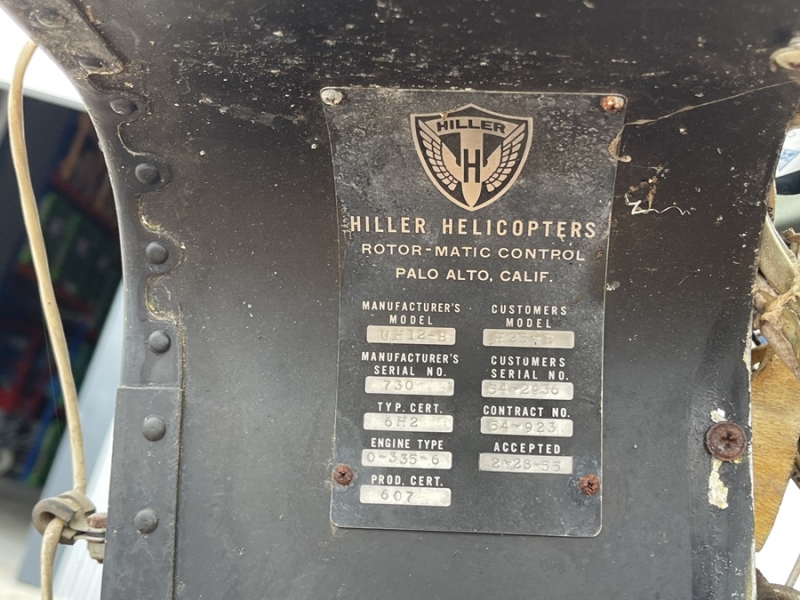 HILLER
H
HILLER HELICOPTERS
ROTOR-MATIC CONTROL
PALO ALTO, CALIF.
MANUFACTURER'S MODEL
UH12-B
CUSTOMERS MODEL
MANUFACTURER'S SERIAL NO.
730
CUSTOMERS SERIAL NO.
54-2936
TYP. CERT.
6H2
CONTRACT NO.
54-923
ENGINE TYPE
O-335-6
ACCEPTED
2-28-55
PROD. CERT.
607